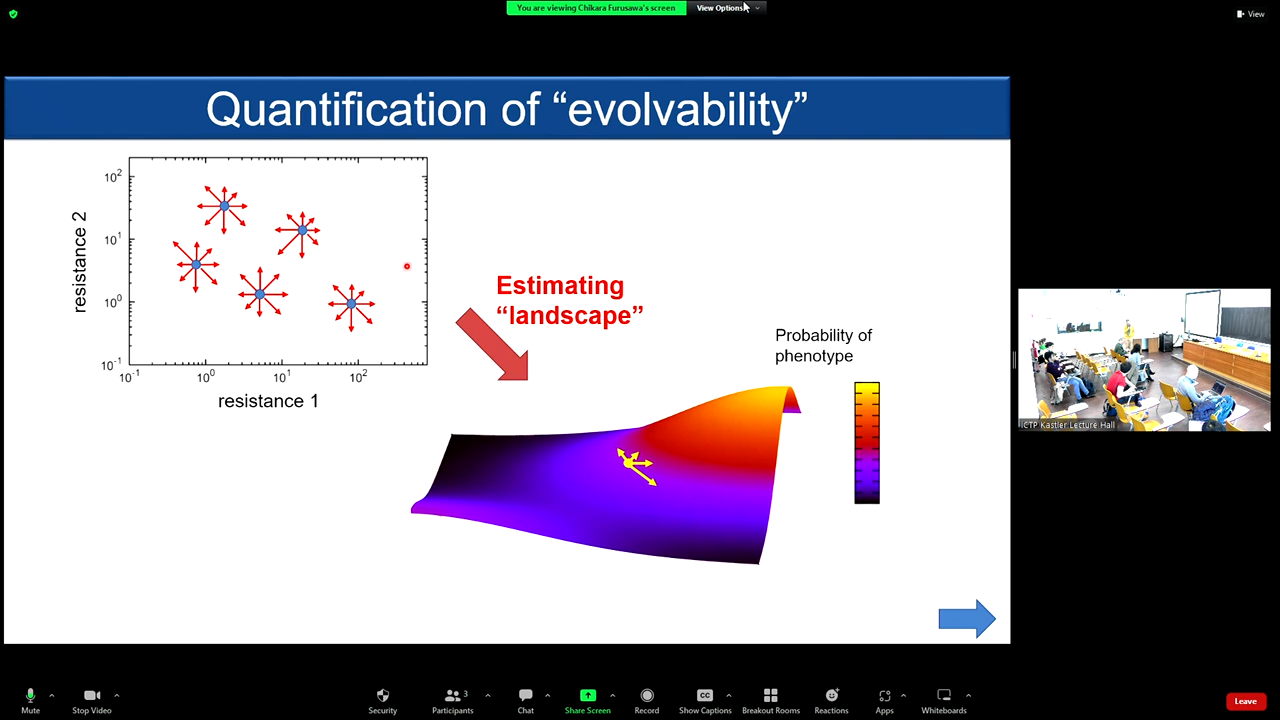 You are viewing Chikara Furusawa's screen
View Options
View
Quantification of “evolvability”
10²
10¹
10⁰
10⁻¹
resistance 2
10⁻¹ 10⁰ 10¹ 10²
resistance 1
Estimating
“landscape”
Probability of
phenotype
ICTP Kastler Lecture Hall
Mute
Stop Video
Security
3
Participants
Chat
Share Screen
Record
CC
Show Captions
Breakout Rooms
Reactions
Apps
Whiteboards
Leave